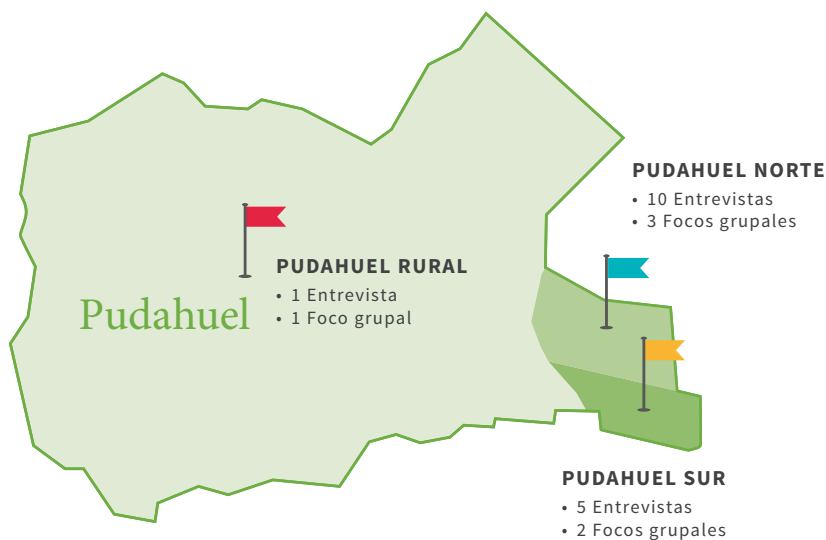 PUDAHUEL NORTE
• 10 Entrevistas
• 3 Focos grupales
PUDAHUEL RURAL
• 1 Entrevista
• 1 Foco grupal
Pudahuel
PUDAHUEL SUR
• 5 Entrevistas
• 2 Focos grupales